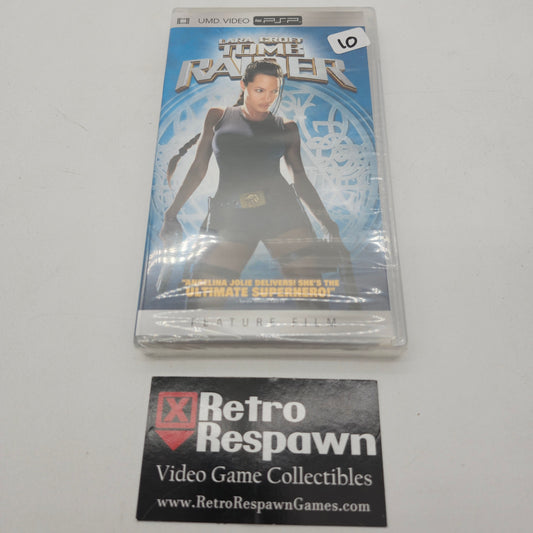 UMD VIDEO PSP
LARA CROFT
TOMB
RAIDER
10
"ANGELINA JOLIE DELIVERS! SHE'S THE
ULTIMATE SUPERHERO!"
FEATURE FILM
X Retro
Respawn
Video Game Collectibles
www.RetroRespawnGames.com